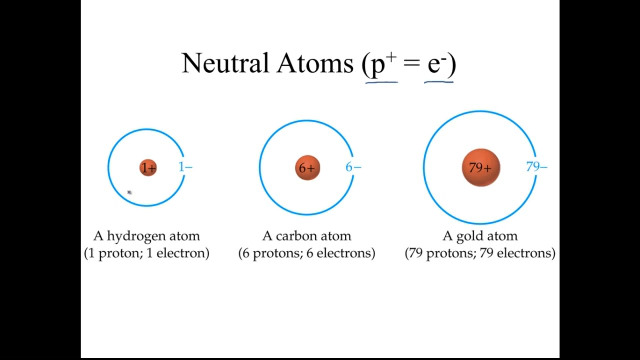 Neutral Atoms (p⁺ = e⁻)
1+ 1− 6+ 6− 79+ 79−
A hydrogen atom
(1 proton; 1 electron)
A carbon atom
(6 protons; 6 electrons)
A gold atom
(79 protons; 79 electrons)